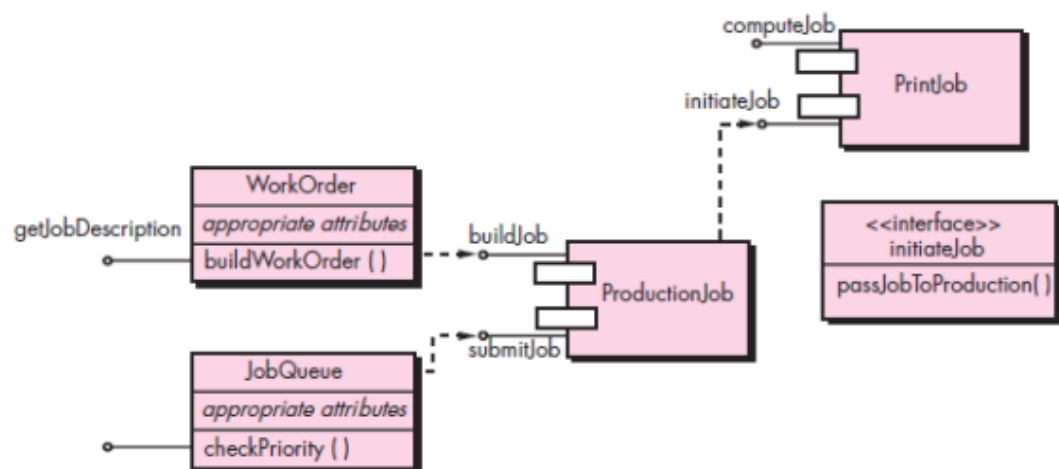 computeJob
PrintJob
initiateJob
WorkOrder
appropriate attributes
getJobDescription
buildWorkOrder ( )
buildJob
<<interface>>
initiateJob
passJobToProduction( )
ProductionJob
submitJob
JobQueue
appropriate attributes
checkPriority ( )